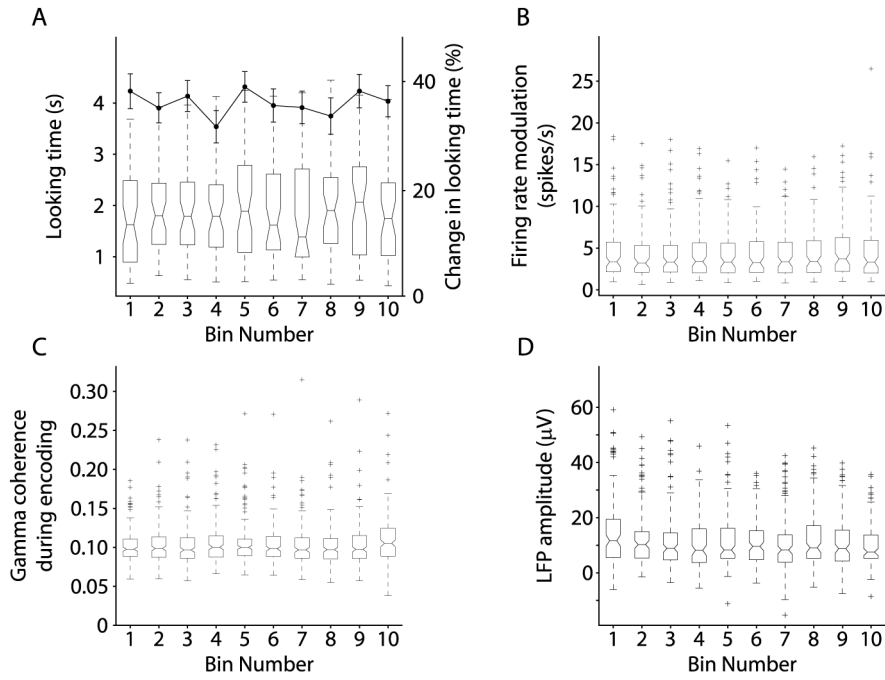 A
Looking time (s)
4
3
2
1
Change in looking time (%)
40
20
0
1 2 3 4 5 6 7 8 9 10
Bin Number
B
Firing rate modulation
(spikes/s)
25
20
15
10
5
0
1 2 3 4 5 6 7 8 9 10
Bin Number
C
Gamma coherence
during encoding
0.30
0.25
0.20
0.15
0.10
0.05
0
1 2 3 4 5 6 7 8 9 10
Bin Number
D
LFP amplitude (µV)
60
40
20
10
0
1 2 3 4 5 6 7 8 9 10
Bin Number